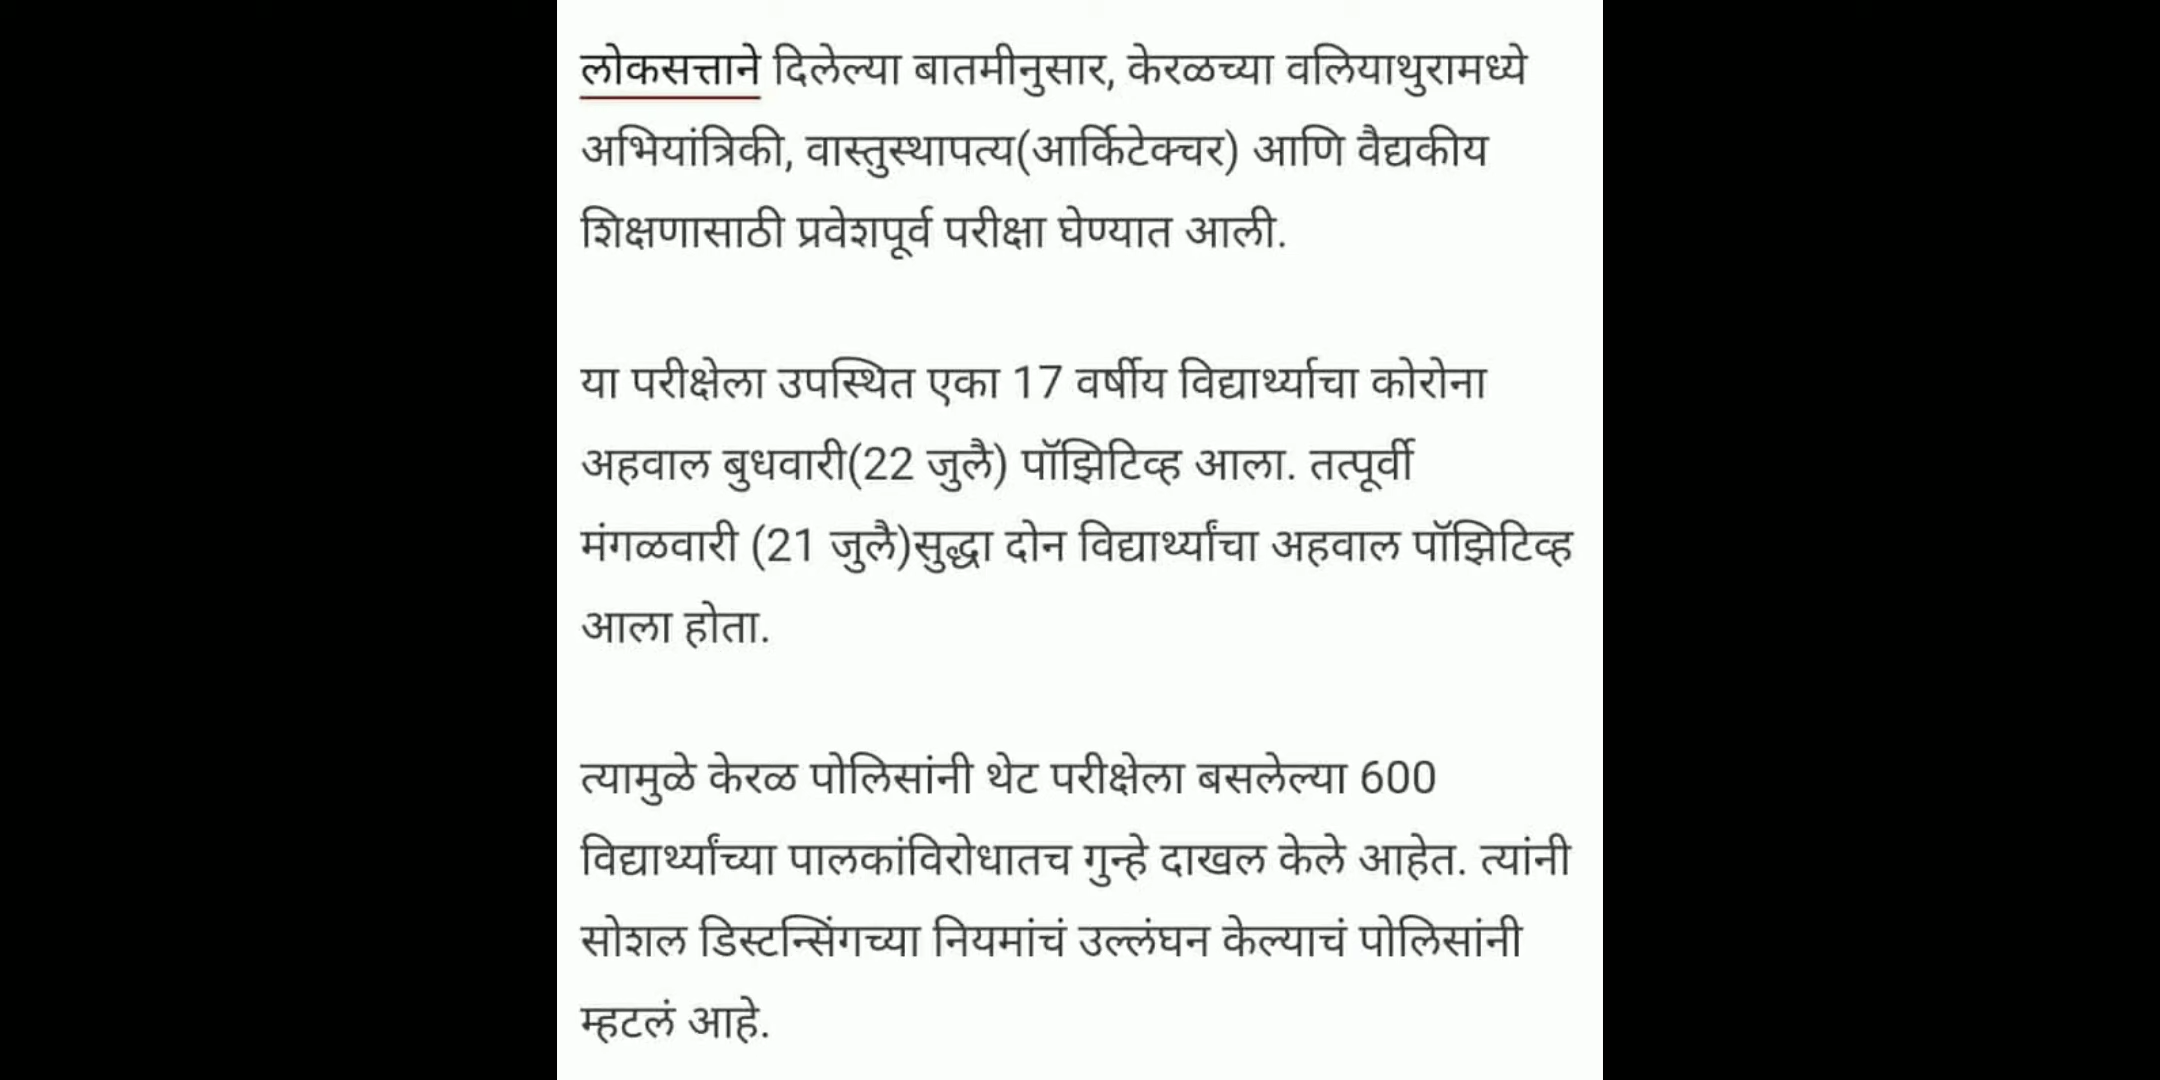 लोकसत्ताने दिलेल्या बातमीनुसार, केरळच्या वलियाथुरामध्ये
अभियांत्रिकी, वास्तुस्थापत्य(आर्किटेक्चर) आणि वैद्यकीय
शिक्षणासाठी प्रवेशपूर्व परीक्षा घेण्यात आली.
या परीक्षेला उपस्थित एका 17 वर्षीय विद्यार्थ्याचा कोरोना
अहवाल बुधवारी(22 जुलै) पॉझिटिव्ह आला. तत्पूर्वी
मंगळवारी (21 जुलै)सुद्धा दोन विद्यार्थ्यांचा अहवाल पॉझिटिव्ह
आला होता.
त्यामुळे केरळ पोलिसांनी थेट परीक्षेला बसलेल्या 600
विद्यार्थ्यांच्या पालकांविरोधातच गुन्हे दाखल केले आहेत. त्यांनी
सोशल डिस्टन्सिंगच्या नियमांचं उल्लंघन केल्याचं पोलिसांनी
म्हटलं आहे.